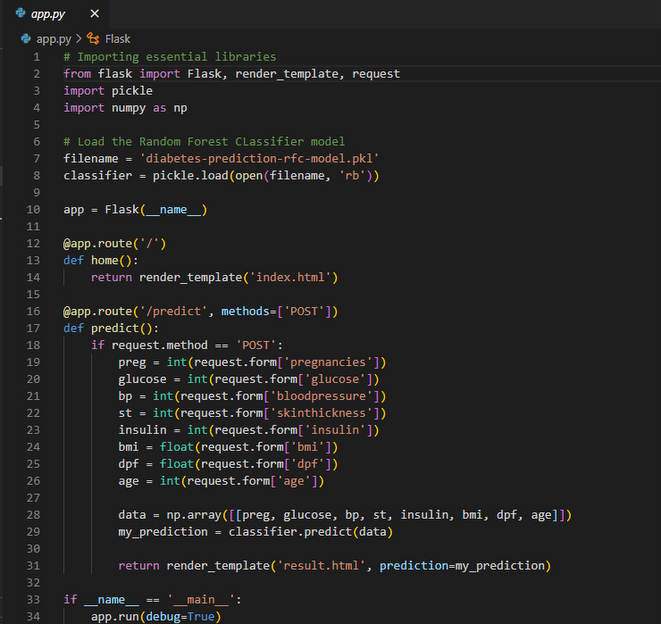 app.py
app.py > Flask
1 # Importing essential libraries
2 from flask import Flask, render_template, request
3 import pickle
4 import numpy as np
5
6 # Load the Random Forest CLassifier model
7 filename = 'diabetes-prediction-rfc-model.pkl'
8 classifier = pickle.load(open(filename, 'rb'))
9
10 app = Flask(__name__)
11
12 @app.route('/')
13 def home():
14     return render_template('index.html')
15
16 @app.route('/predict', methods=['POST'])
17 def predict():
18     if request.method == 'POST':
19         preg = int(request.form['pregnancies'])
20         glucose = int(request.form['glucose'])
21         bp = int(request.form['bloodpressure'])
22         st = int(request.form['skinthickness'])
23         insulin = int(request.form['insulin'])
24         bmi = float(request.form['bmi'])
25         dpf = float(request.form['dpf'])
26         age = int(request.form['age'])
27
28         data = np.array([[preg, glucose, bp, st, insulin, bmi, dpf, age]])
29         my_prediction = classifier.predict(data)
30
31         return render_template('result.html', prediction=my_prediction)
32
33 if __name__ == '__main__':
34     app.run(debug=True)